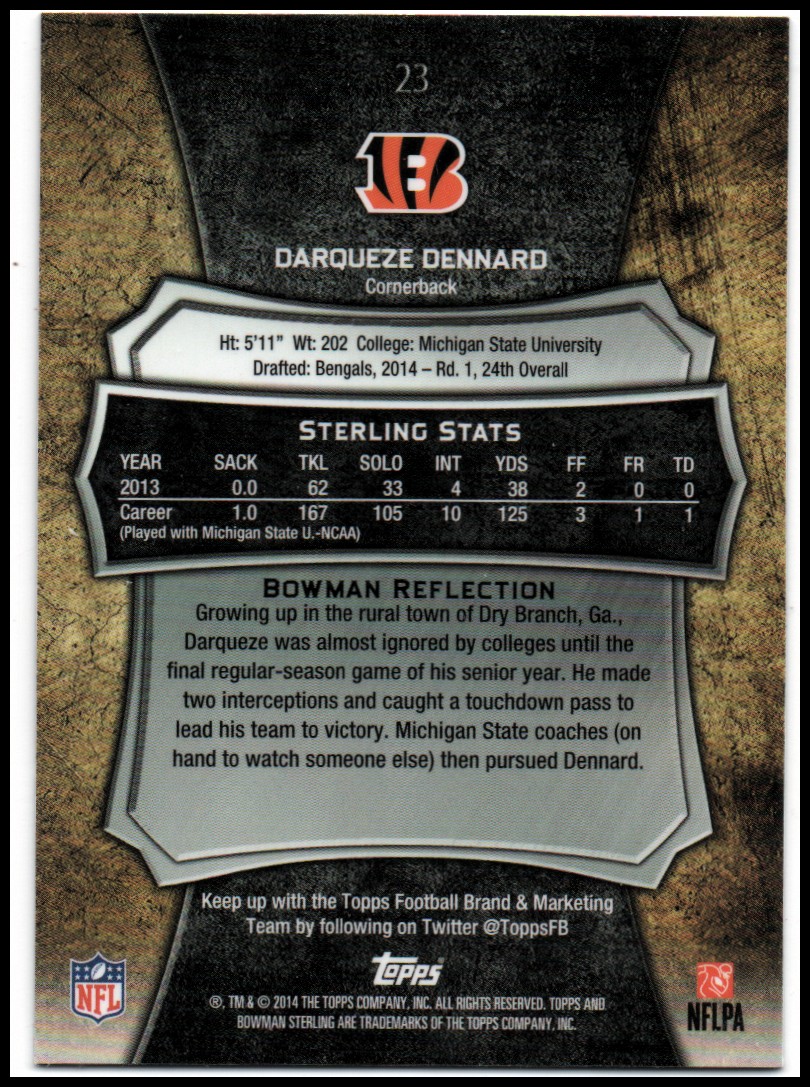 23
B
DARQUEZE DENNARD
Cornerback
Ht: 5'11” Wt: 202 College: Michigan State University
Drafted: Bengals, 2014 – Rd. 1, 24th Overall
STERLING STATS
YEAR SACK TKL SOLO INT YDS FF FR TD
2013 0.0 62 33 4 38 2 0 0
Career 1.0 167 105 10 125 3 1 1
(Played with Michigan State U.-NCAA)
BOWMAN REFLECTION
Growing up in the rural town of Dry Branch, Ga.,
Darqueze was almost ignored by colleges until the
final regular-season game of his senior year. He made
two interceptions and caught a touchdown pass to
lead his team to victory. Michigan State coaches (on
hand to watch someone else) then pursued Dennard.
Keep up with the Topps Football Brand & Marketing
Team by following on Twitter @ToppsFB
TOPPS
NFL
®, TM & © 2014 THE TOPPS COMPANY, INC. ALL RIGHTS RESERVED. TOPPS AND
BOWMAN STERLING ARE TRADEMARKS OF THE TOPPS COMPANY, INC.
NFLPA